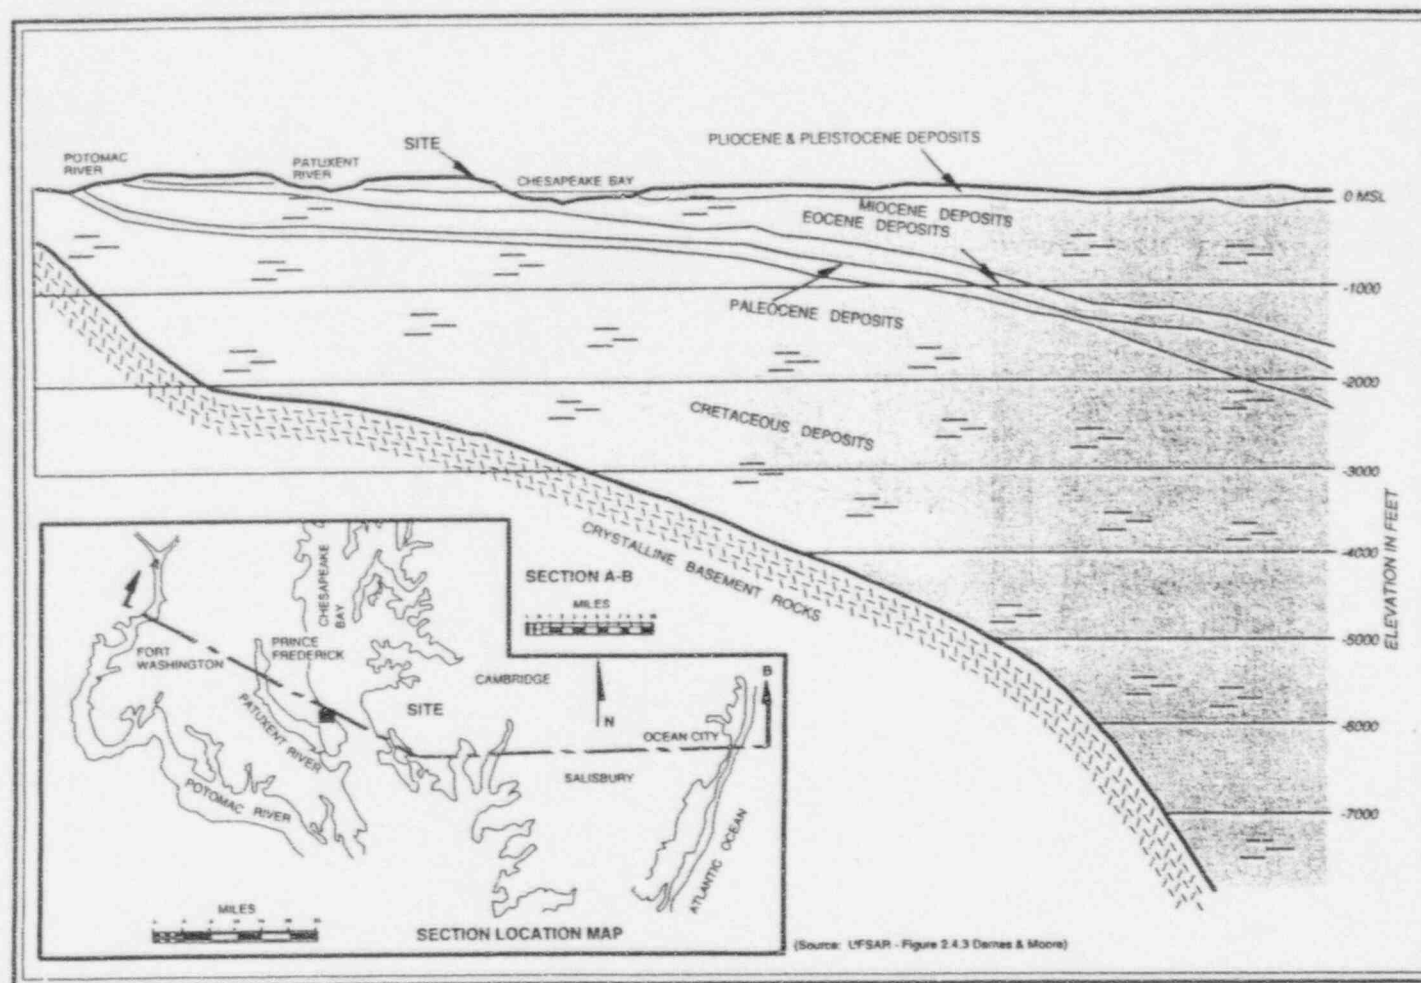 POTOMAC
RIVER
PATUXENT
RIVER
SITE
CHESAPEAKE BAY
PLIOCENE & PLEISTOCENE DEPOSITS
0 MSL
MIOCENE DEPOSITS
EOCENE DEPOSITS
-1000
PALEOCENE DEPOSITS
-2000
CRETACEOUS DEPOSITS
-3000
-4000
-5000
-6000
-7000
ELEVATION IN FEET
CRYSTALLINE BASEMENT ROCKS
SECTION A-B
MILES
CHESAPEAKE
BAY
FORT
WASHINGTON
PRINCE
FREDERICK
CAMBRIDGE
SITE
N
B
PATUXENT RIVER
OCEAN CITY
SALISBURY
POTOMAC RIVER
ATLANTIC OCEAN
MILES
SECTION LOCATION MAP
(Source: UFSAR - Figure 2.4.3 Dames & Moore)